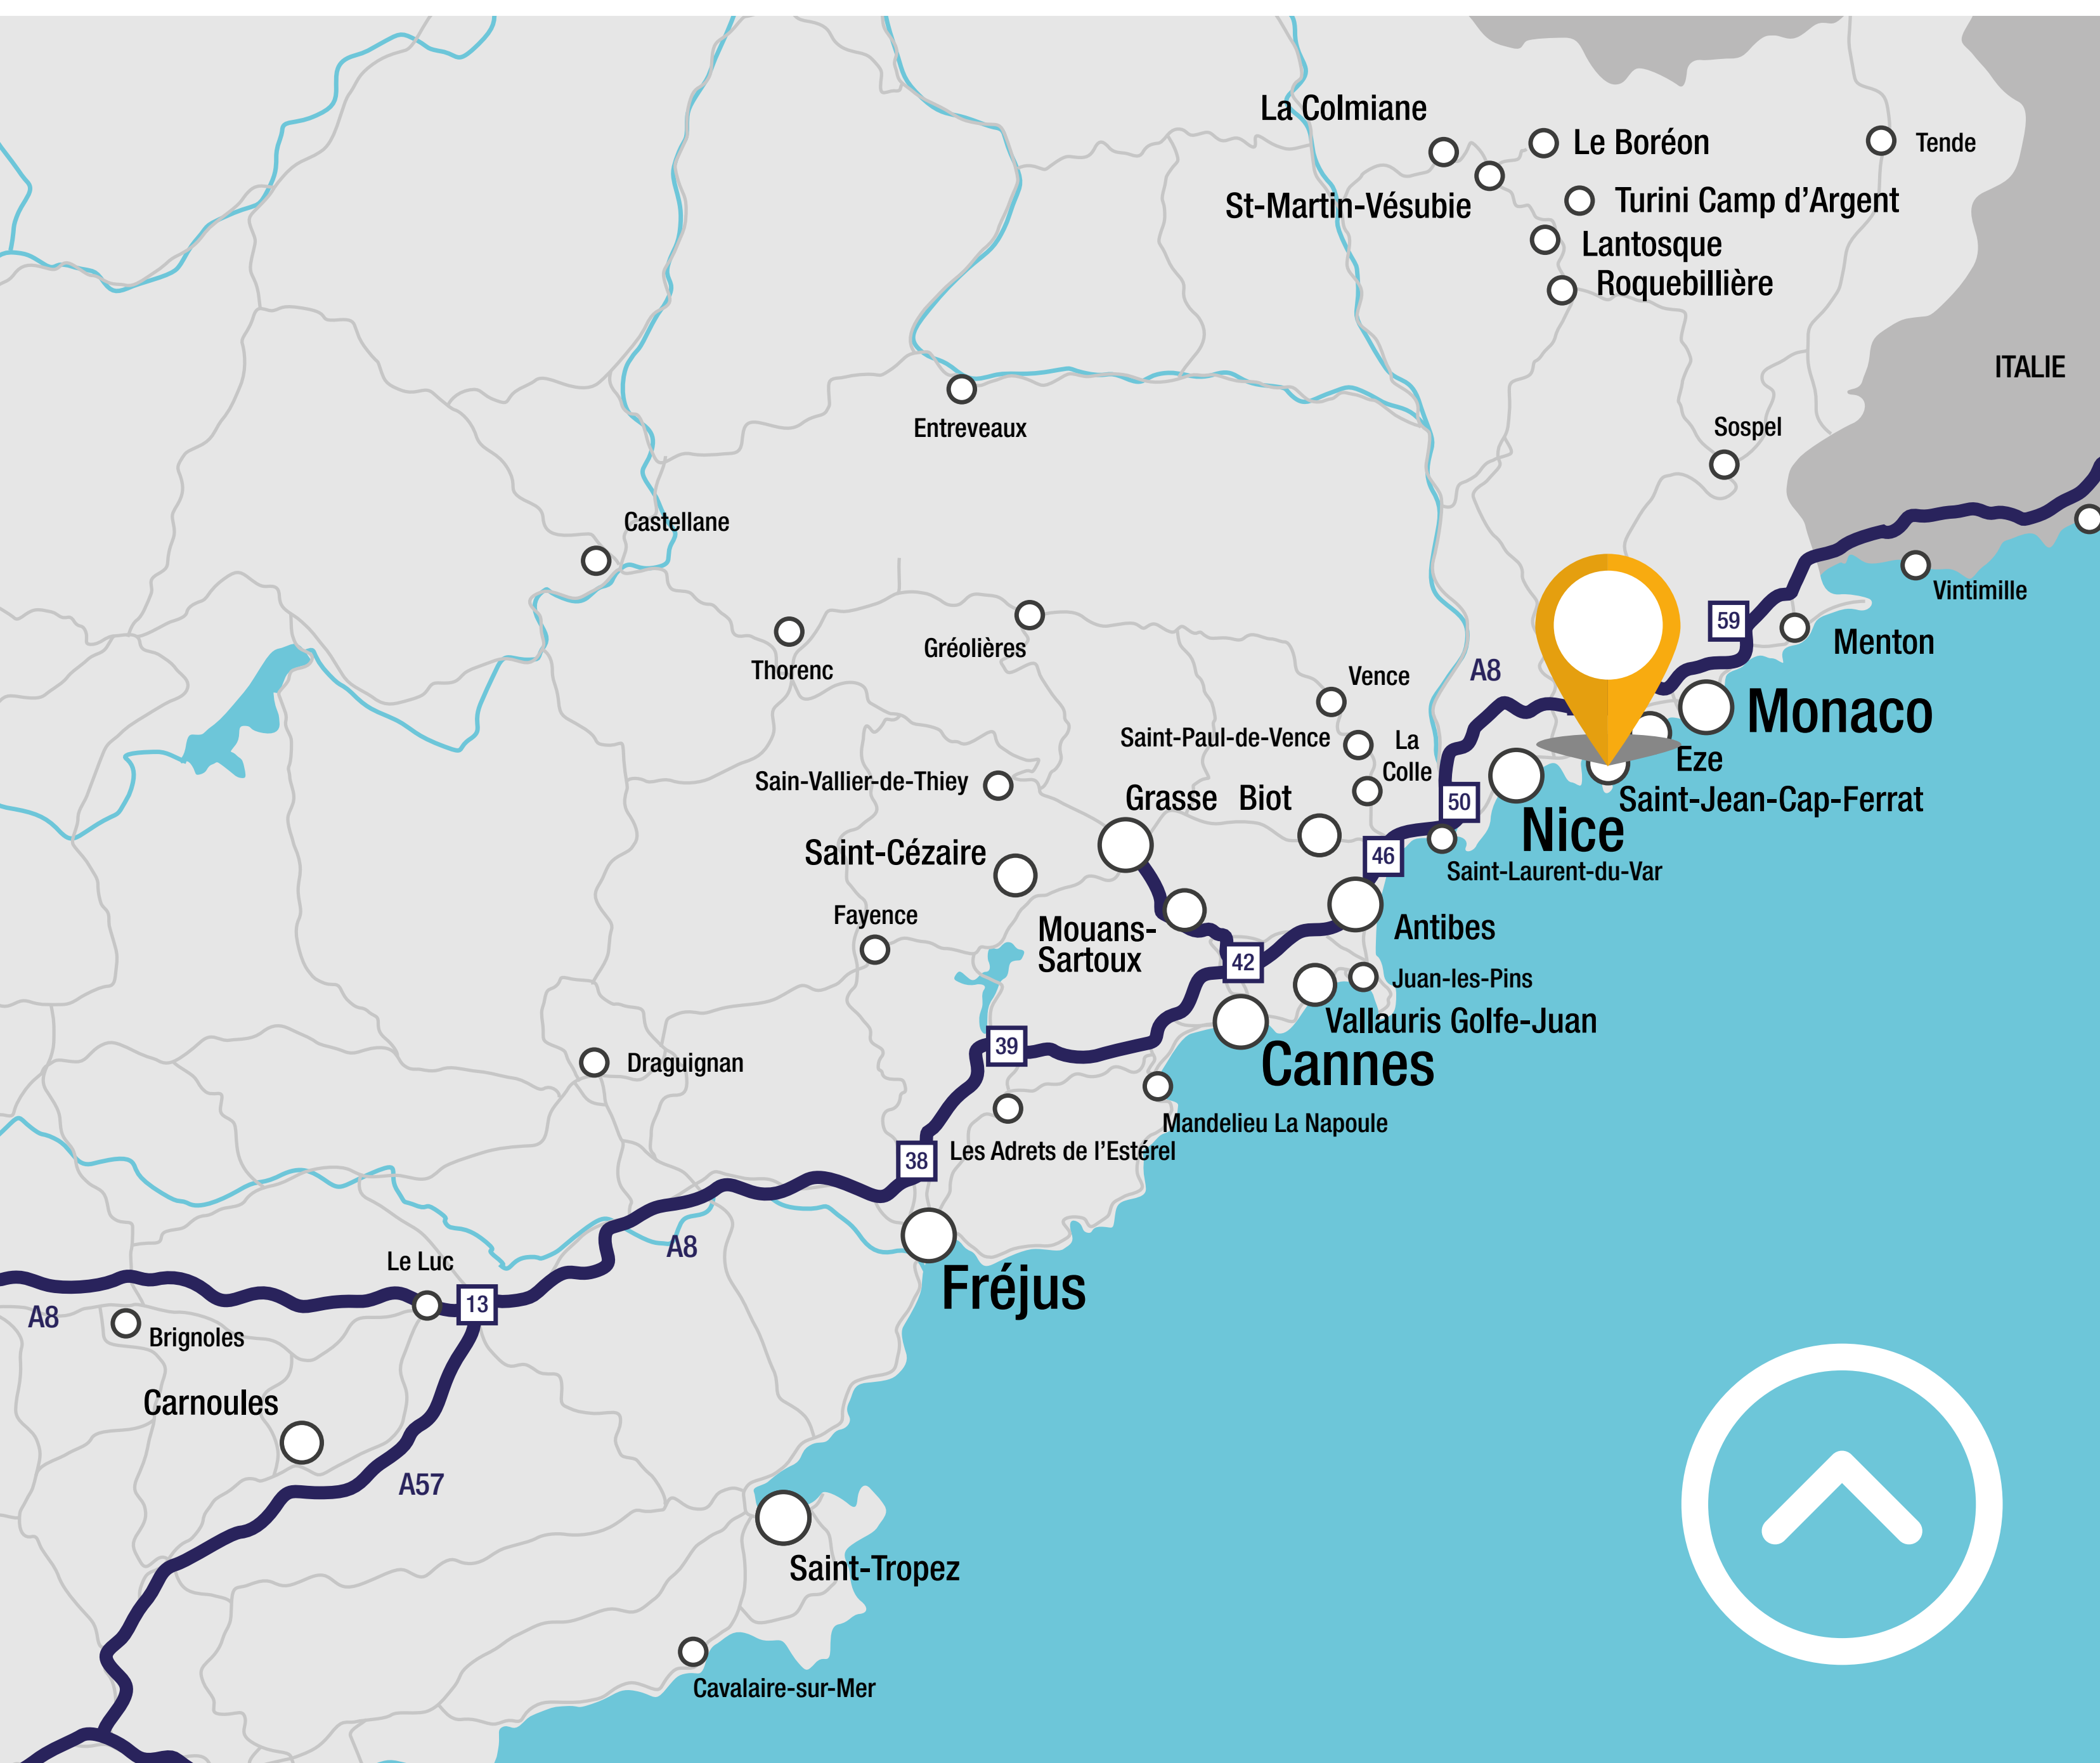 La Colmiane
Le Boréon
Tende
St-Martin-Vésubie
Turini Camp d’Argent
Lantosque
Roquebillière
ITALIE
Entreveaux
Sospel
Castellane
Vintimille
59
Menton
Thorenc
Gréolières
Vence
A8
Monaco
Saint-Paul-de-Vence
La
Colle
Eze
Sain-Vallier-de-Thiey
Grasse
Biot
50
Saint-Jean-Cap-Ferrat
Nice
Saint-Cézaire
46
Saint-Laurent-du-Var
Fayence
Mouans-
Sartoux
Antibes
42
Juan-les-Pins
Vallauris Golfe-Juan
39
Cannes
Draguignan
Mandelieu La Napoule
38
Les Adrets de l’Estérel
A8
Le Luc
Fréjus
13
A8
Brignoles
Carnoules
A57
Saint-Tropez
Cavalaire-sur-Mer